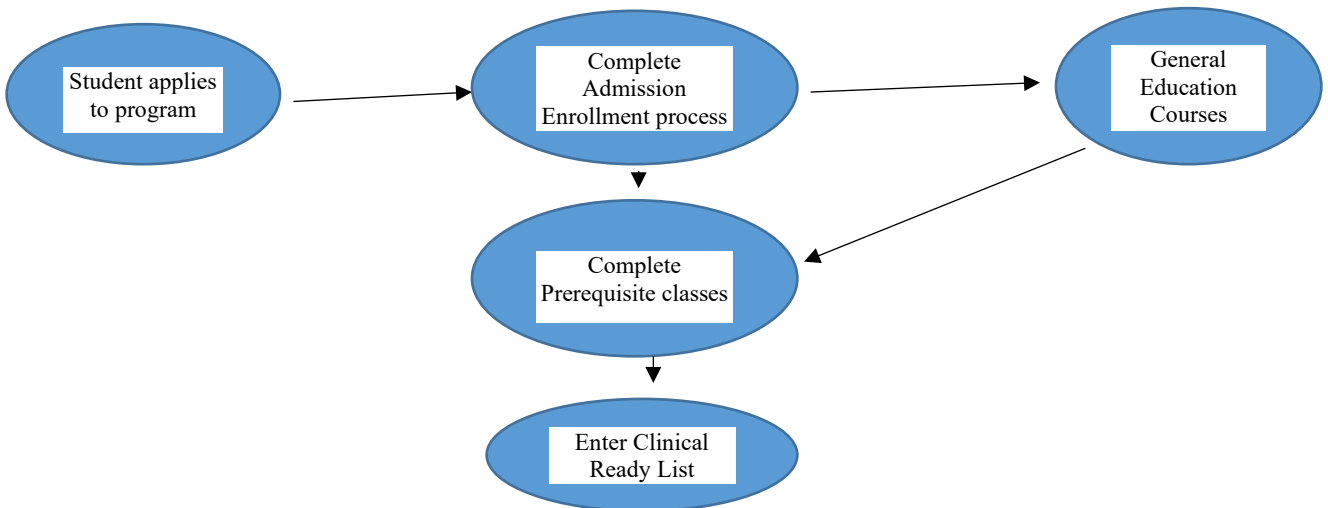 Student applies
to program
Complete
Admission
Enrollment process
General
Education
Courses
Complete
Prerequisite classes
Enter Clinical
Ready List